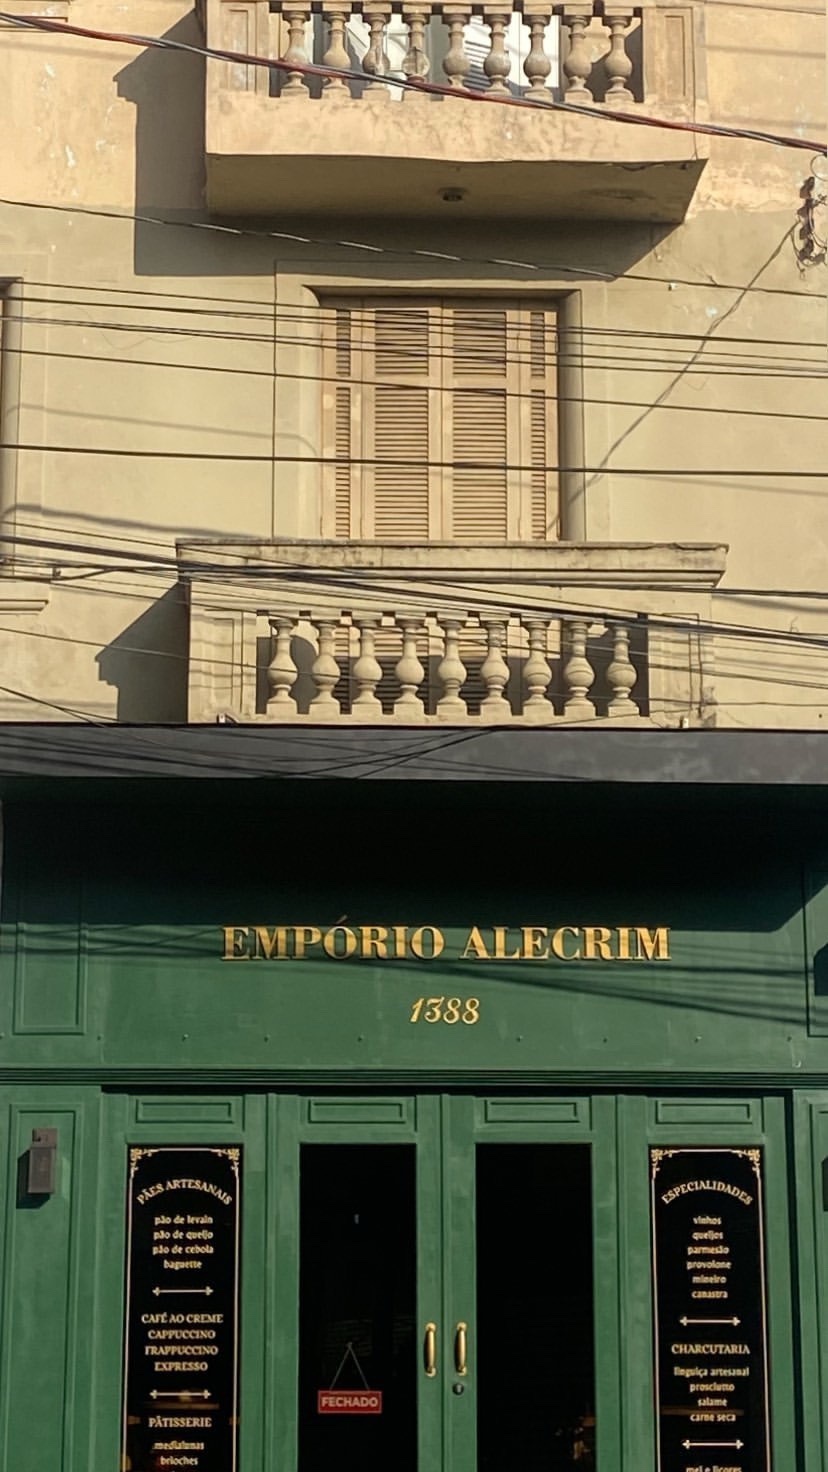 EMPÓRIO ALECRIM
1388
PÃES ARTESANAIS
pão de levain
pão de queijo
pão de cebola
baguette
CAFÉ AO CREME
CAPPUCCINO
FRAPPUCCINO
EXPRESSO
PÂTISSERIE
medialunas
brioches
FECHADO
ESPECIALIDADES
vinhos
queijos
parmesão
provolone
mineiro
canastra
CHARCUTARIA
linguiça artesanal
prosciutto
salame
carne seca
mel e licores